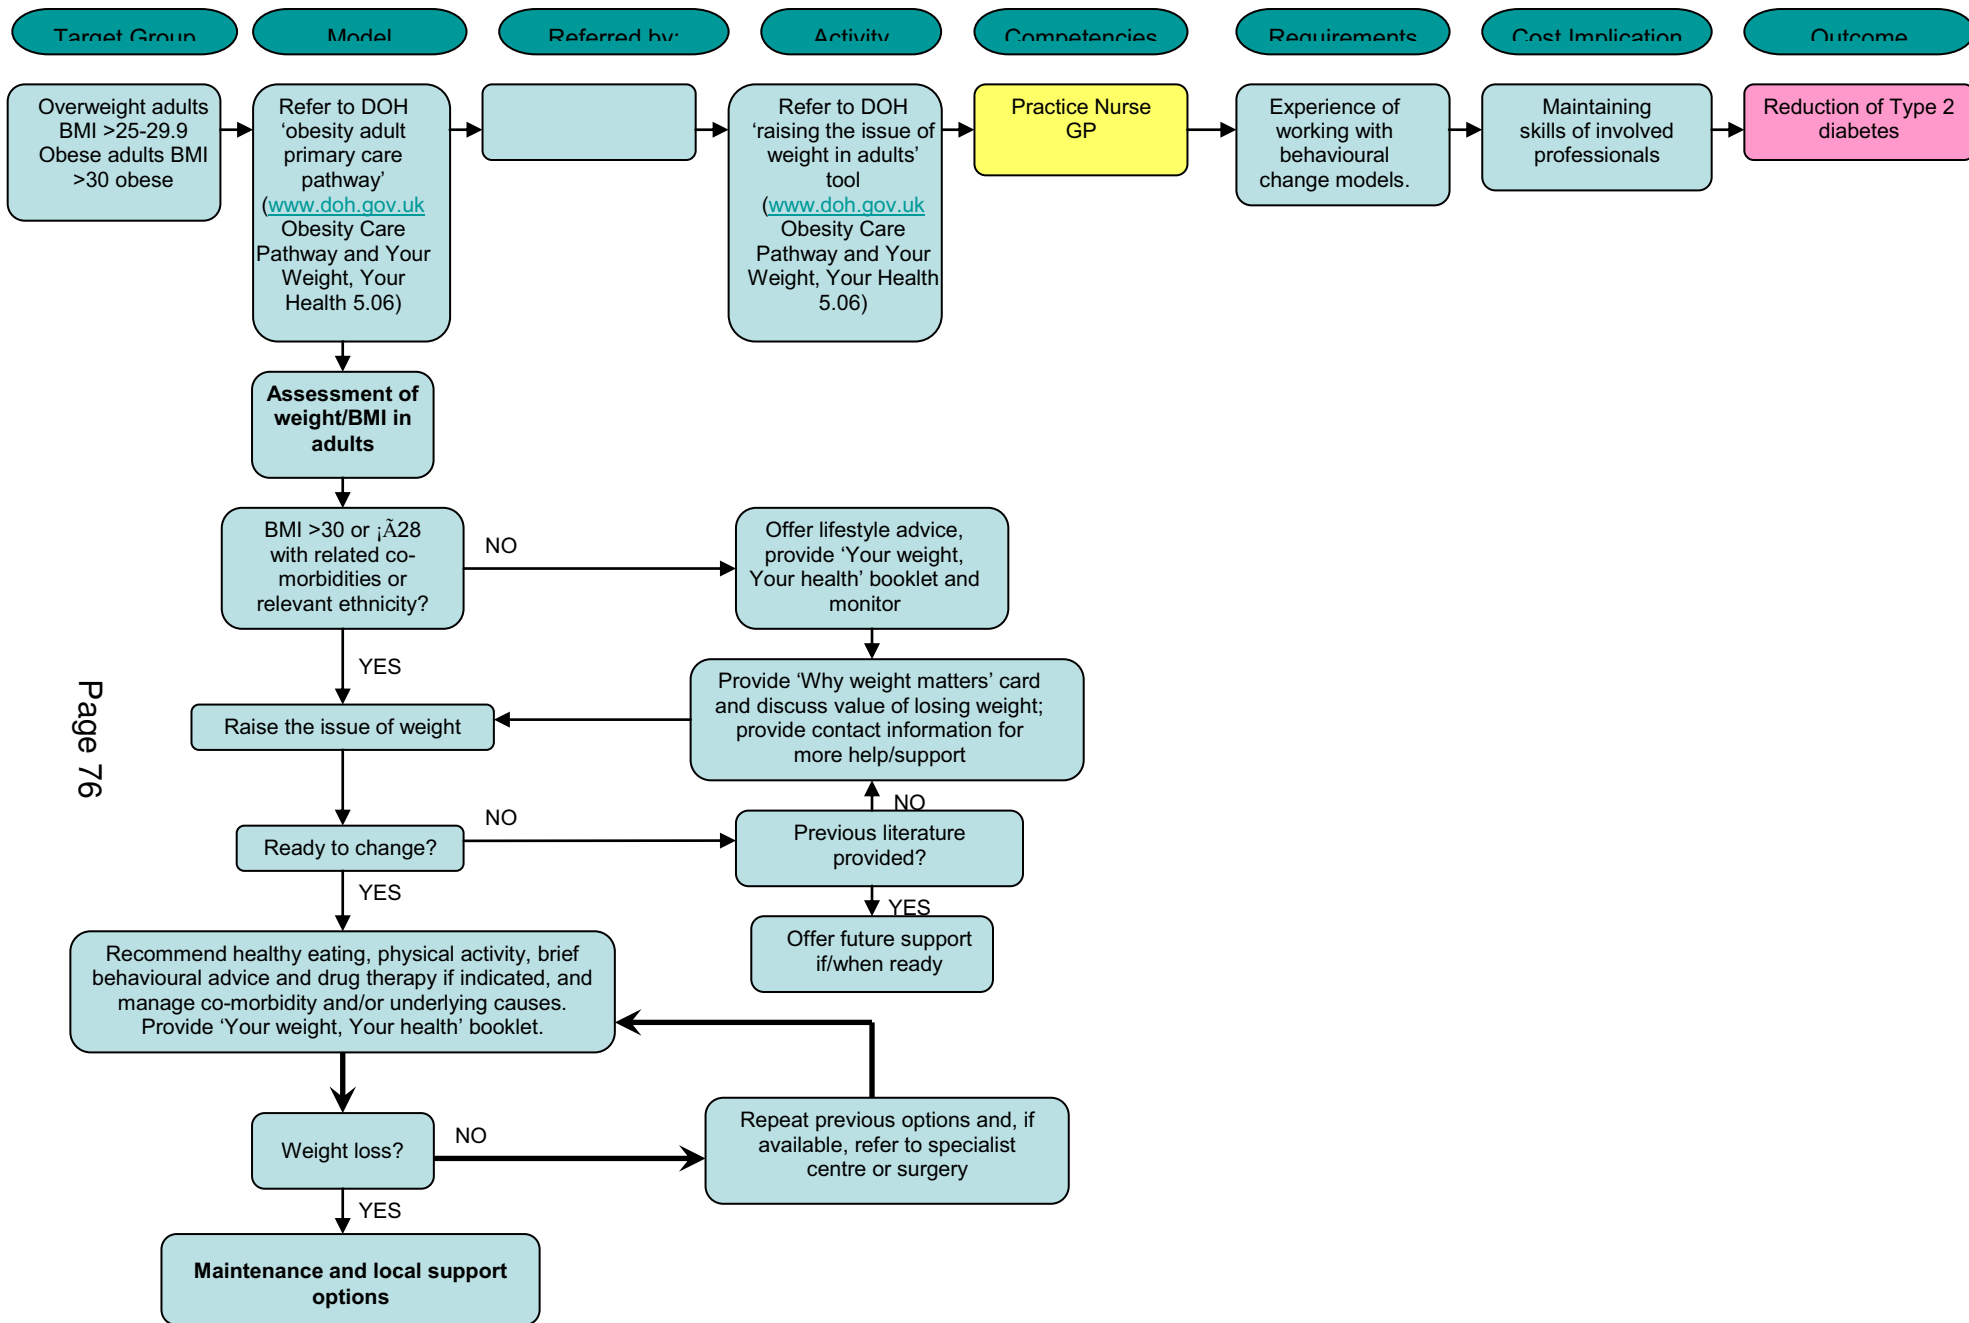 Target Group
Model
Referred by:
Activity
Competencies
Requirements
Cost Implication
Outcome
Overweight adults
BMI >25-29.9
Obese adults BMI
>30 obese
Refer to DOH
‘obesity adult
primary care
pathway’
(www.doh.gov.uk
Obesity Care
Pathway and Your
Weight, Your
Health 5.06)
Refer to DOH
‘raising the issue of
weight in adults’
tool
(www.doh.gov.uk
Obesity Care
Pathway and Your
Weight, Your Health
5.06)
Practice Nurse
GP
Experience of
working with
behavioural
change models.
Maintaining
skills of involved
professionals
Reduction of Type 2
diabetes
Assessment of
weight/BMI in
adults
BMI >30 or ¡Ã28
with related co-
morbidities or
relevant ethnicity?
NO
Offer lifestyle advice,
provide ‘Your weight,
Your health’ booklet and
monitor
YES
Provide ‘Why weight matters’ card
and discuss value of losing weight;
provide contact information for
more help/support
Raise the issue of weight
Page 76
NO
Ready to change?
NO
Previous literature
provided?
YES
YES
Offer future support
if/when ready
Recommend healthy eating, physical activity, brief
behavioural advice and drug therapy if indicated, and
manage co-morbidity and/or underlying causes.
Provide ‘Your weight, Your health’ booklet.
Weight loss?
NO
Repeat previous options and, if
available, refer to specialist
centre or surgery
YES
Maintenance and local support
options